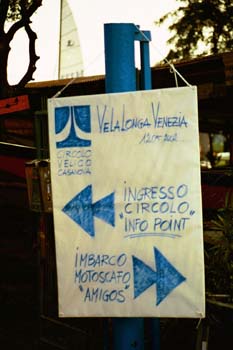 VELALONGA VENEZIA
CIRCOLO
VELICO
CASANOVA
INGRESSO
CIRCOLO
"INFO POINT"
IMBARCO
MOTOSCAFO
"AMIGOS"